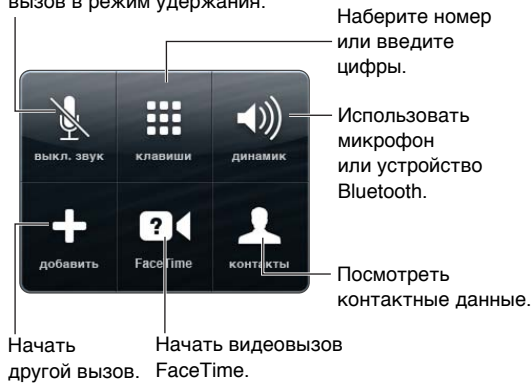 вызов в режим удержания.
Наберите номер
или введите
цифры.
выкл. звук
клавиши
динамик
Использовать
микрофон
или устройство
Bluetooth.
добавить
FaceTime
контакты
Посмотреть
контактные данные.
Начать
другой вызов.
Начать видеовызов
FaceTime.